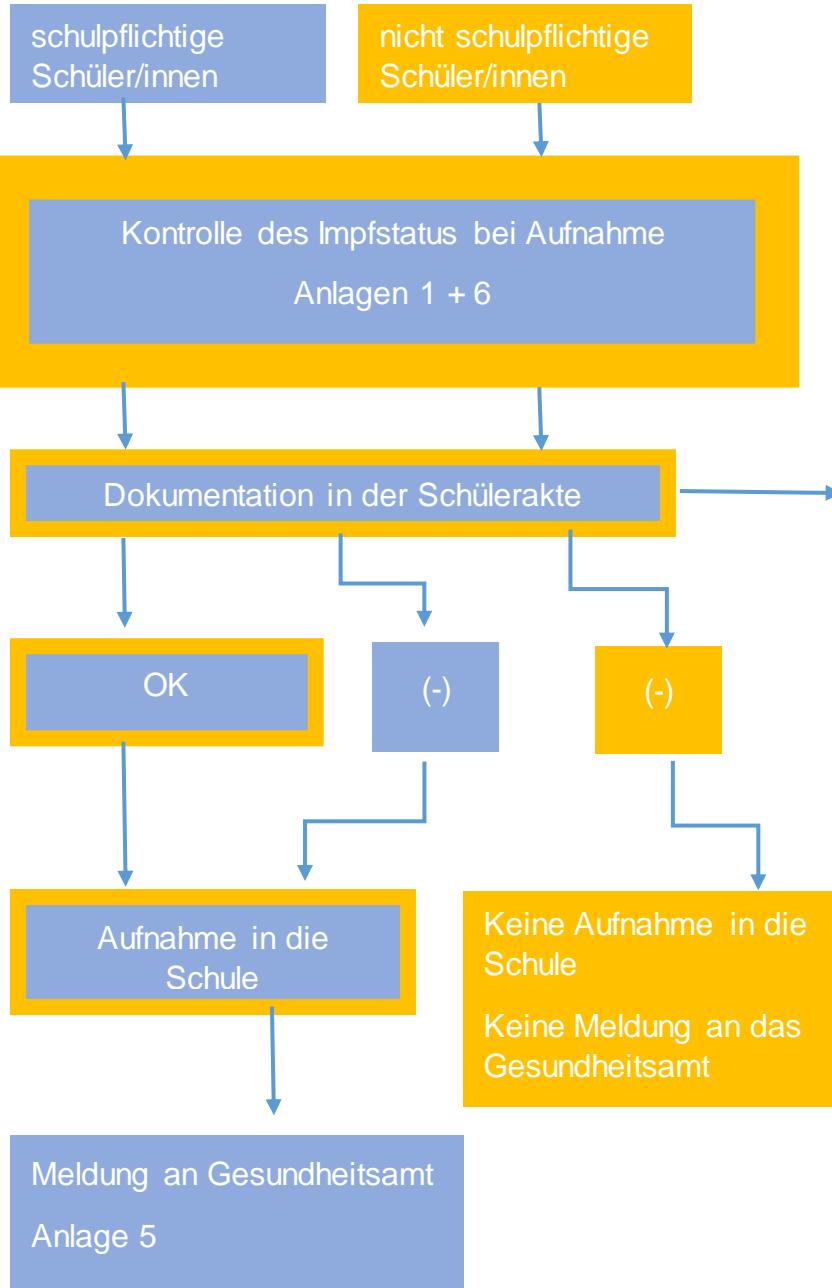 schulpflichtige
Schüler/innen
nicht schulpflichtige
Schüler/innen
Kontrolle des Impfstatus bei Aufnahme
Anlagen 1 + 6
Dokumentation in der Schülerakte
OK
(-)
(-)
Aufnahme in die
Schule
Keine Aufnahme in die
Schule
Keine Meldung an das
Gesundheitsamt
Meldung an Gesundheitsamt
Anlage 5